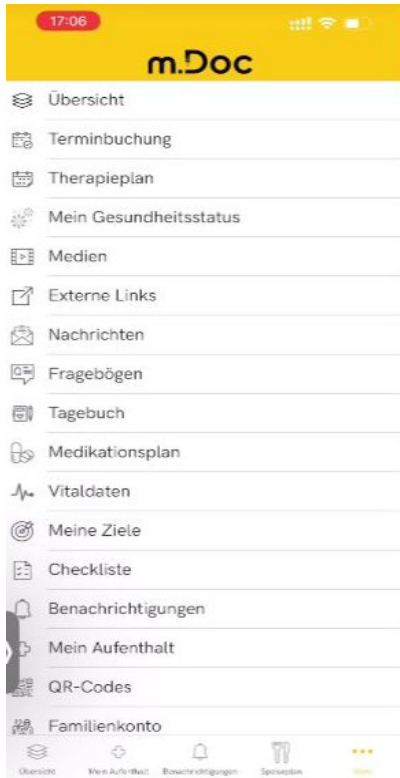 17:06
m.Doc
Übersicht
Terminbuchung
Therapieplan
Mein Gesundheitsstatus
Medien
Externe Links
Nachrichten
Fragebögen
Tagebuch
Medikationsplan
Vitaldaten
Meine Ziele
Checkliste
Benachrichtigungen
Mein Aufenthalt
QR-Codes
Familienkonto
Übersicht Mein Aufenthalt Benachrichtigungen Speiseplan